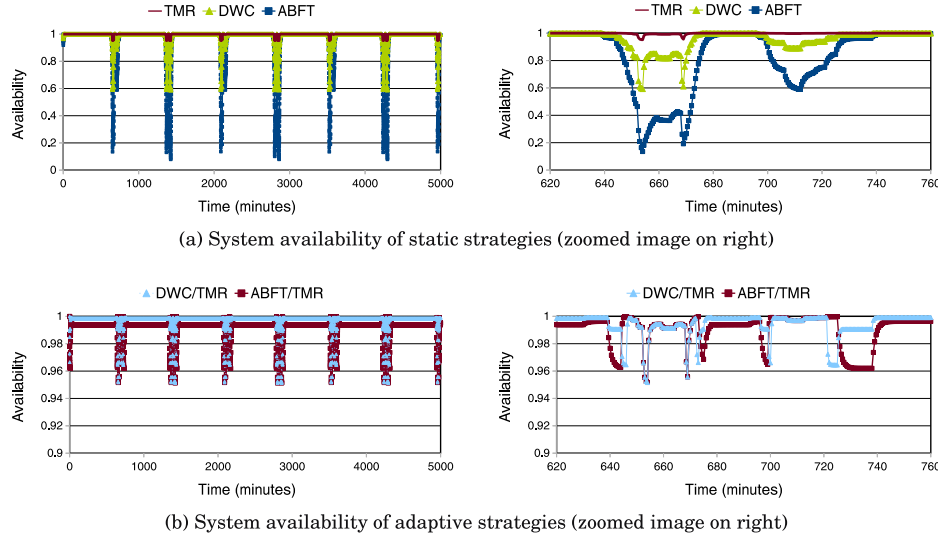 TMR DWC ABFT
Availability
1
0.8
0.6
0.4
0.2
0
0 1000 2000 3000 4000 5000
Time (minutes)
TMR DWC ABFT
Availability
1
0.8
0.6
0.4
0.2
0
620 640 660 680 700 720 740 760
Time (minutes)
(a) System availability of static strategies (zoomed image on right)
DWC/TMR ABFT/TMR
Availability
1
0.98
0.96
0.94
0.92
0.9
0 1000 2000 3000 4000 5000
Time (minutes)
DWC/TMR ABFT/TMR
Availability
1
0.98
0.96
0.94
0.92
0.9
620 640 660 680 700 720 740 760
Time (minutes)
(b) System availability of adaptive strategies (zoomed image on right)